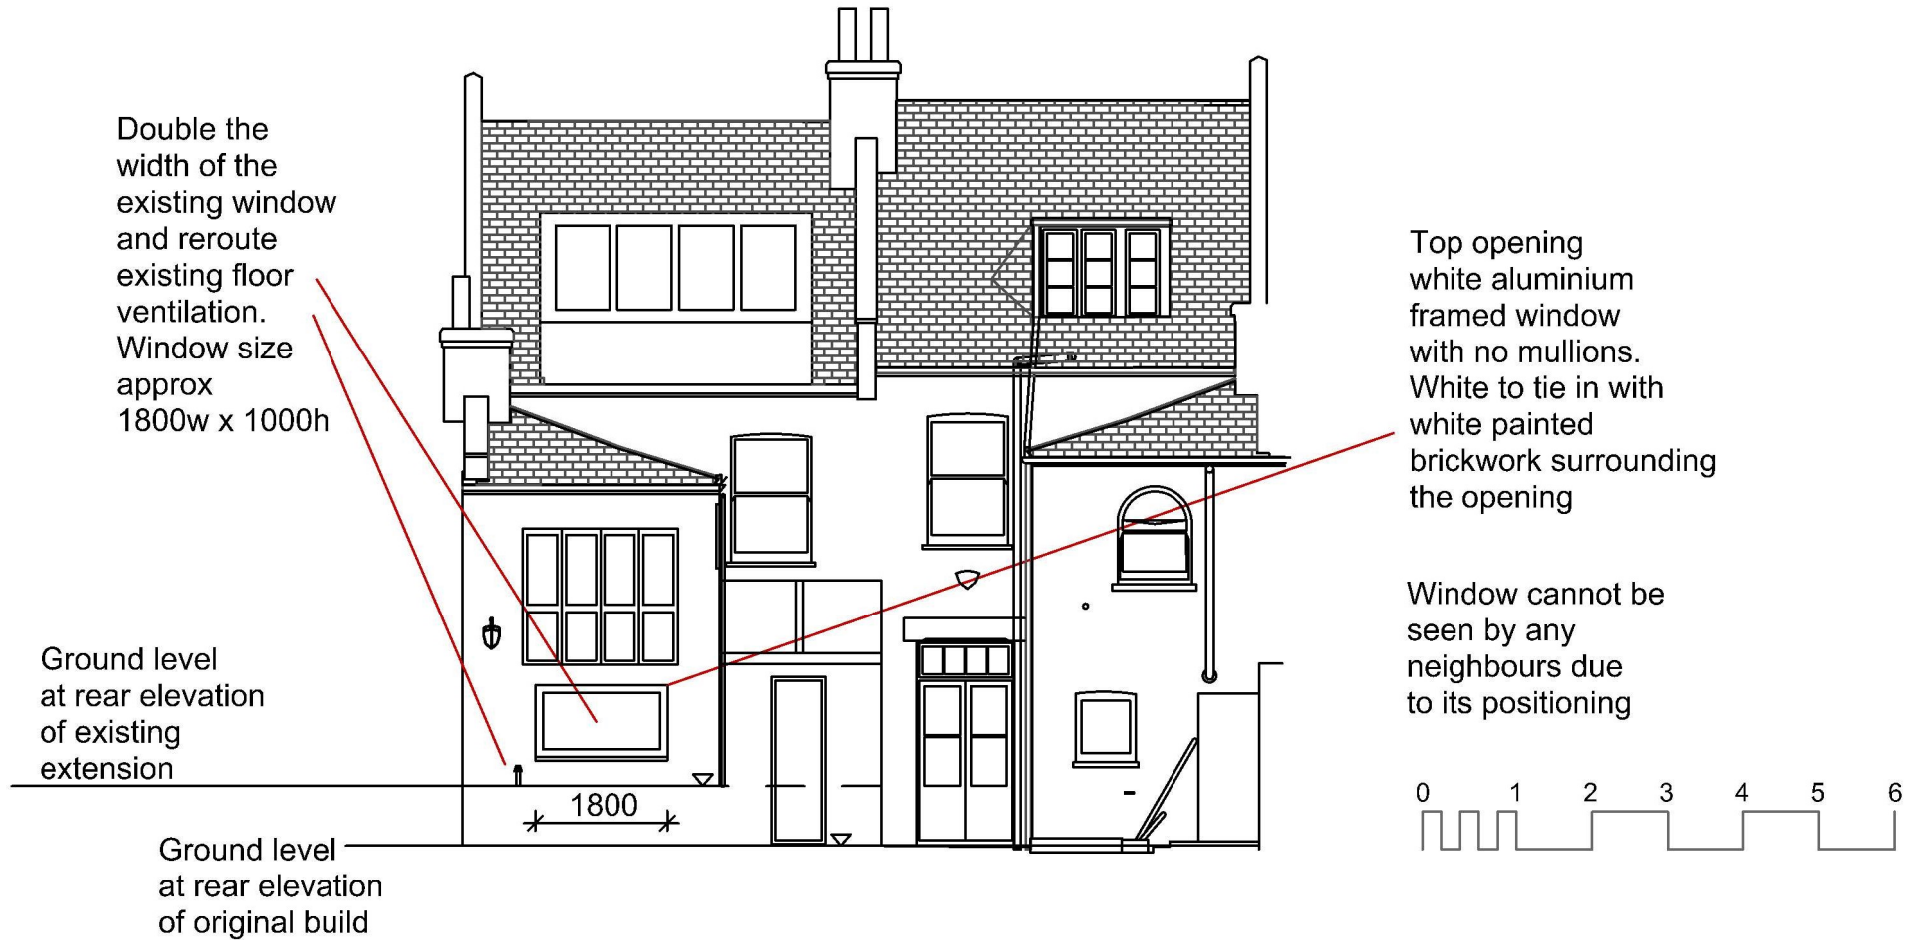 Double the
width of the
existing window
and reroute
existing floor
ventilation.
Window size
approx
1800w x 1000h
Top opening
white aluminium
framed window
with no mullions.
White to tie in with
white painted
brickwork surrounding
the opening
Window cannot be
seen by any
neighbours due
to its positioning
Ground level
at rear elevation
of existing
extension
1800
0 1 2 3 4 5 6
Ground level
at rear elevation
of original build